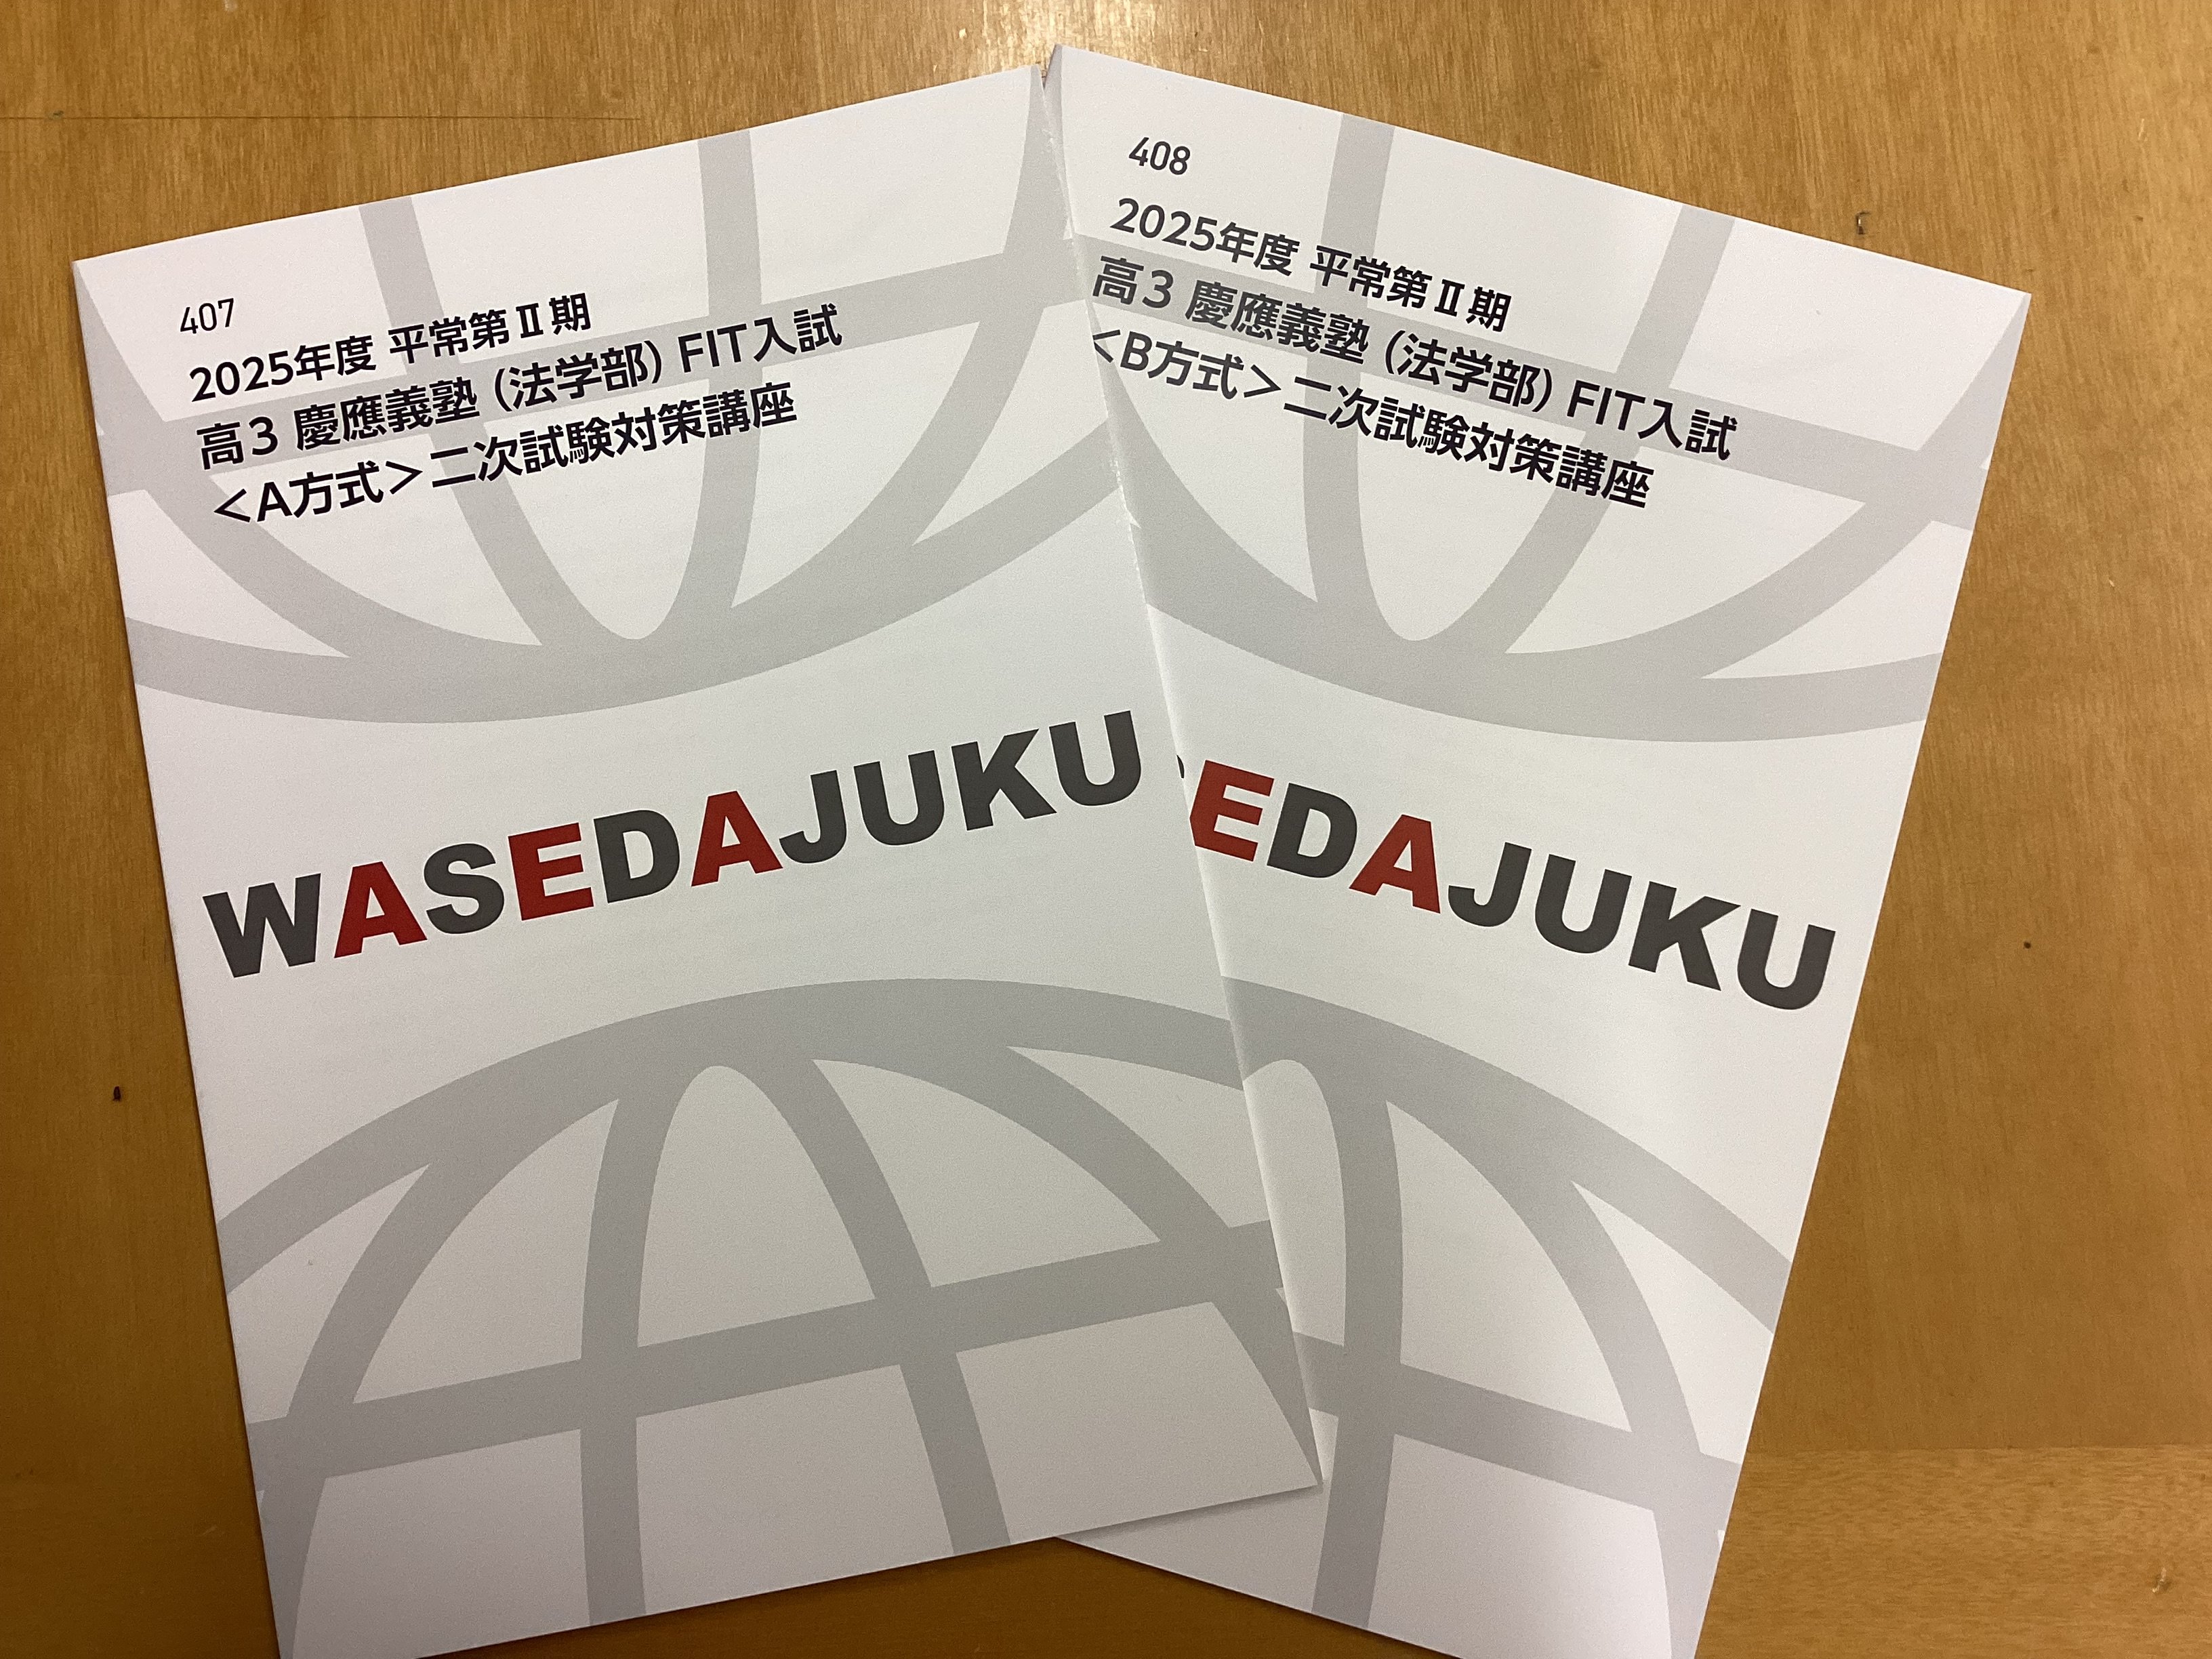 407
2025年度 平常第Ⅱ期
高3 慶應義塾(法学部)FIT入試
<A方式>二次試験対策講座
WASEDAJUKU
408
2025年度 平常第Ⅱ期
高3 慶應義塾(法学部)FIT入試
<B方式>二次試験対策講座
EDAJUKU